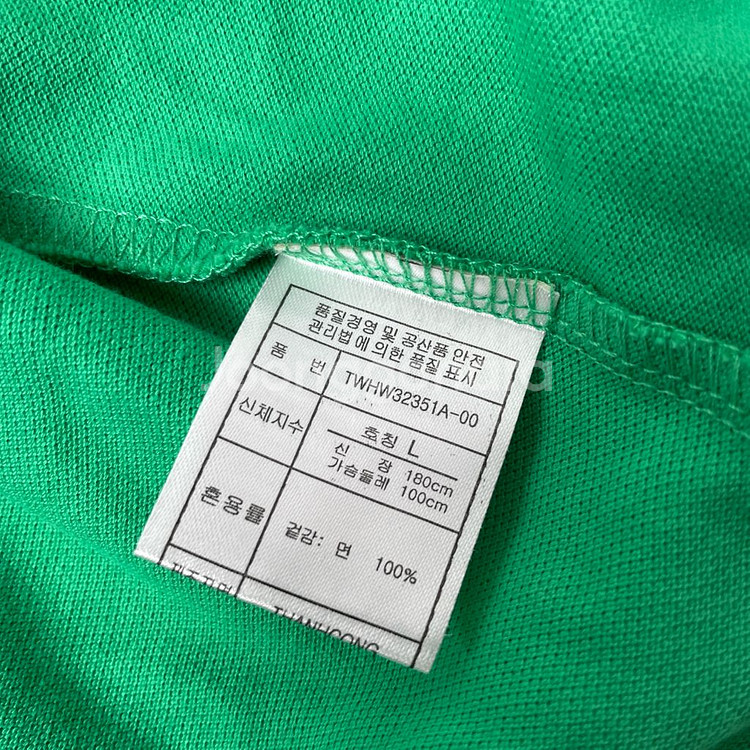 품질경영 및 공산품 안전
관리법에 의한 품질 표시
품 번 TWHW32351A-00
신체지수 호칭 L
신 장 180cm
가슴둘레 100cm
혼용률 겉감: 면 100%